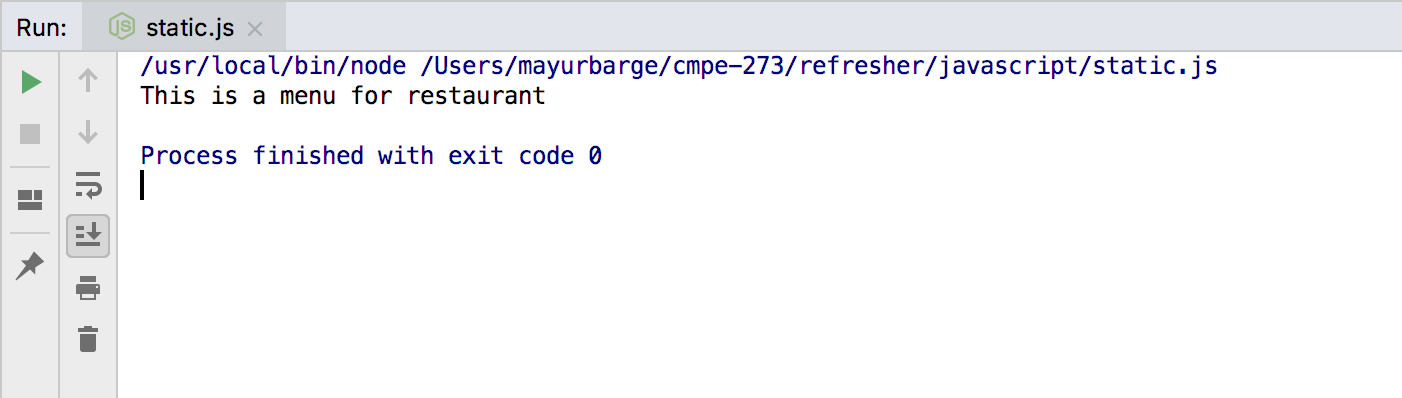 Run: static.js
/usr/local/bin/node /Users/mayurbarge/cmpe-273/refresher/javascript/static.js
This is a menu for restaurant
Process finished with exit code 0